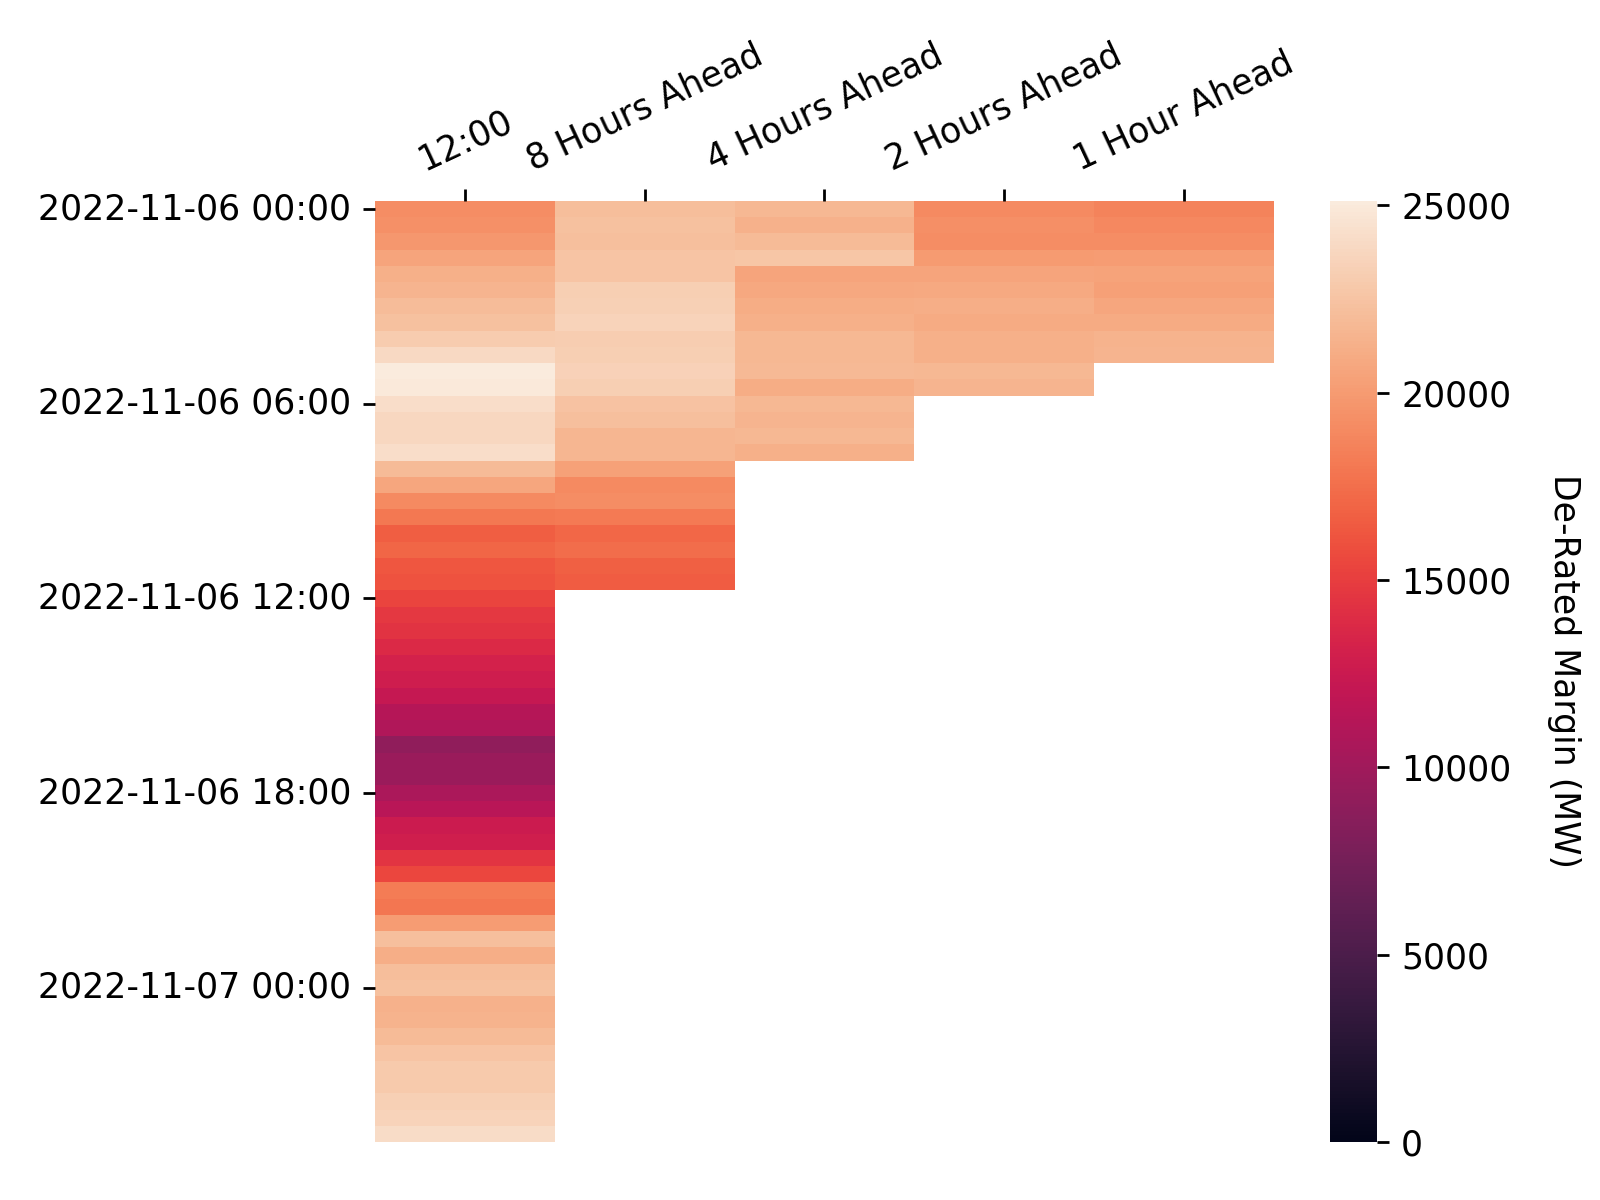 12:00
8 Hours Ahead
4 Hours Ahead
2 Hours Ahead
1 Hour Ahead
2022-11-06 00:00
2022-11-06 06:00
2022-11-06 12:00
2022-11-06 18:00
2022-11-07 00:00
25000
20000
15000
10000
5000
0
De-Rated Margin (MW)